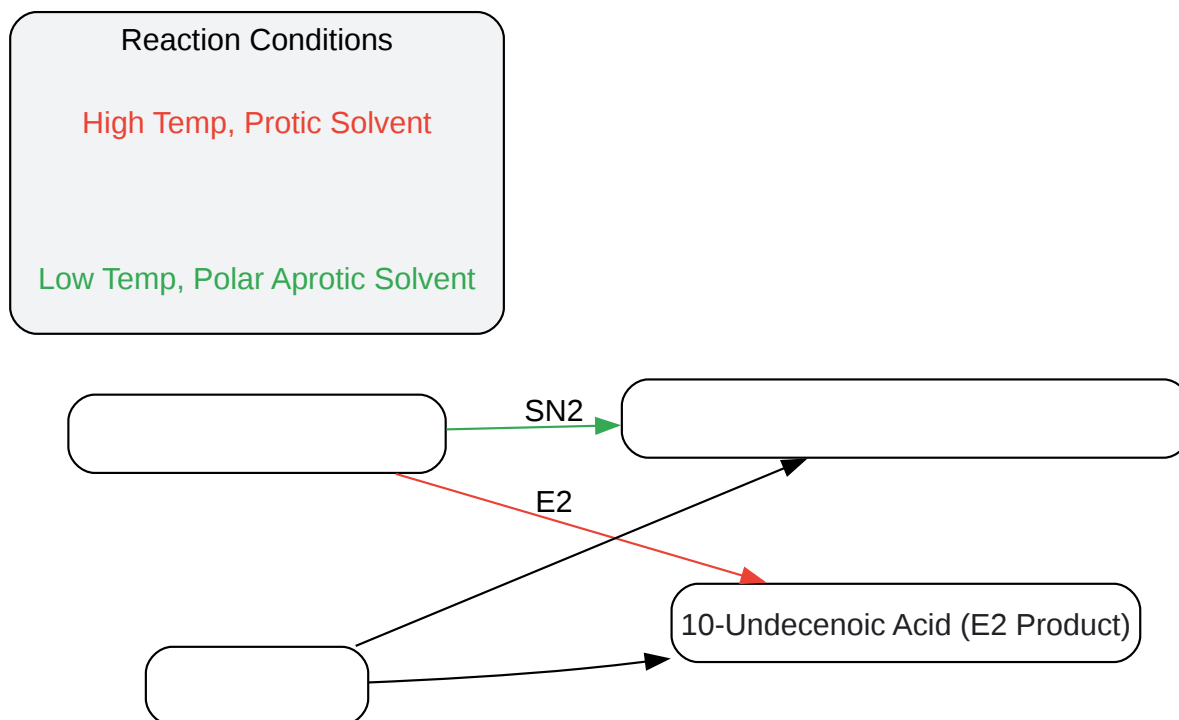 Reaction Conditions
High Temp, Protic Solvent
Low Temp, Polar Aprotic Solvent
SN2
E2
10-Undecenoic Acid (E2 Product)